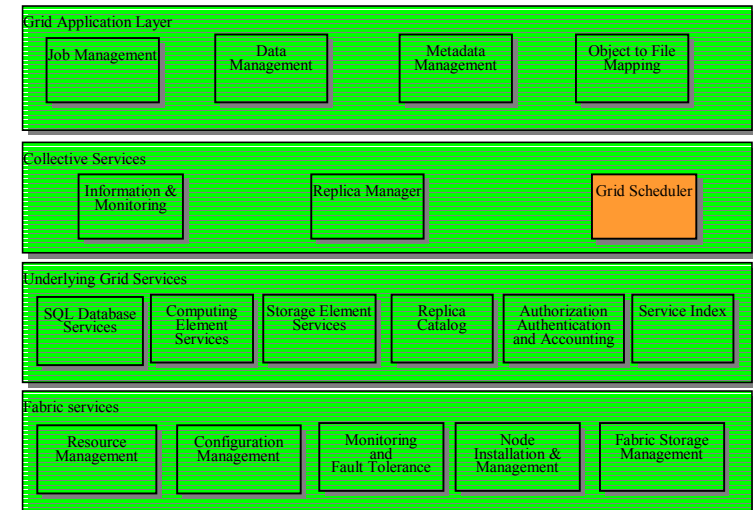 Grid Application Layer
Job Management
Data
Management
Metadata
Management
Object to File
Mapping
Collective Services
Information &
Monitoring
Replica Manager
Grid Scheduler
Underlying Grid Services
SQL Database
Services
Computing
Element
Services
Storage Element
Services
Replica
Catalog
Authorization
Authentication
and Accounting
Service Index
Fabric services
Resource
Management
Configuration
Management
Monitoring
and
Fault Tolerance
Node
Installation &
Management
Fabric Storage
Management